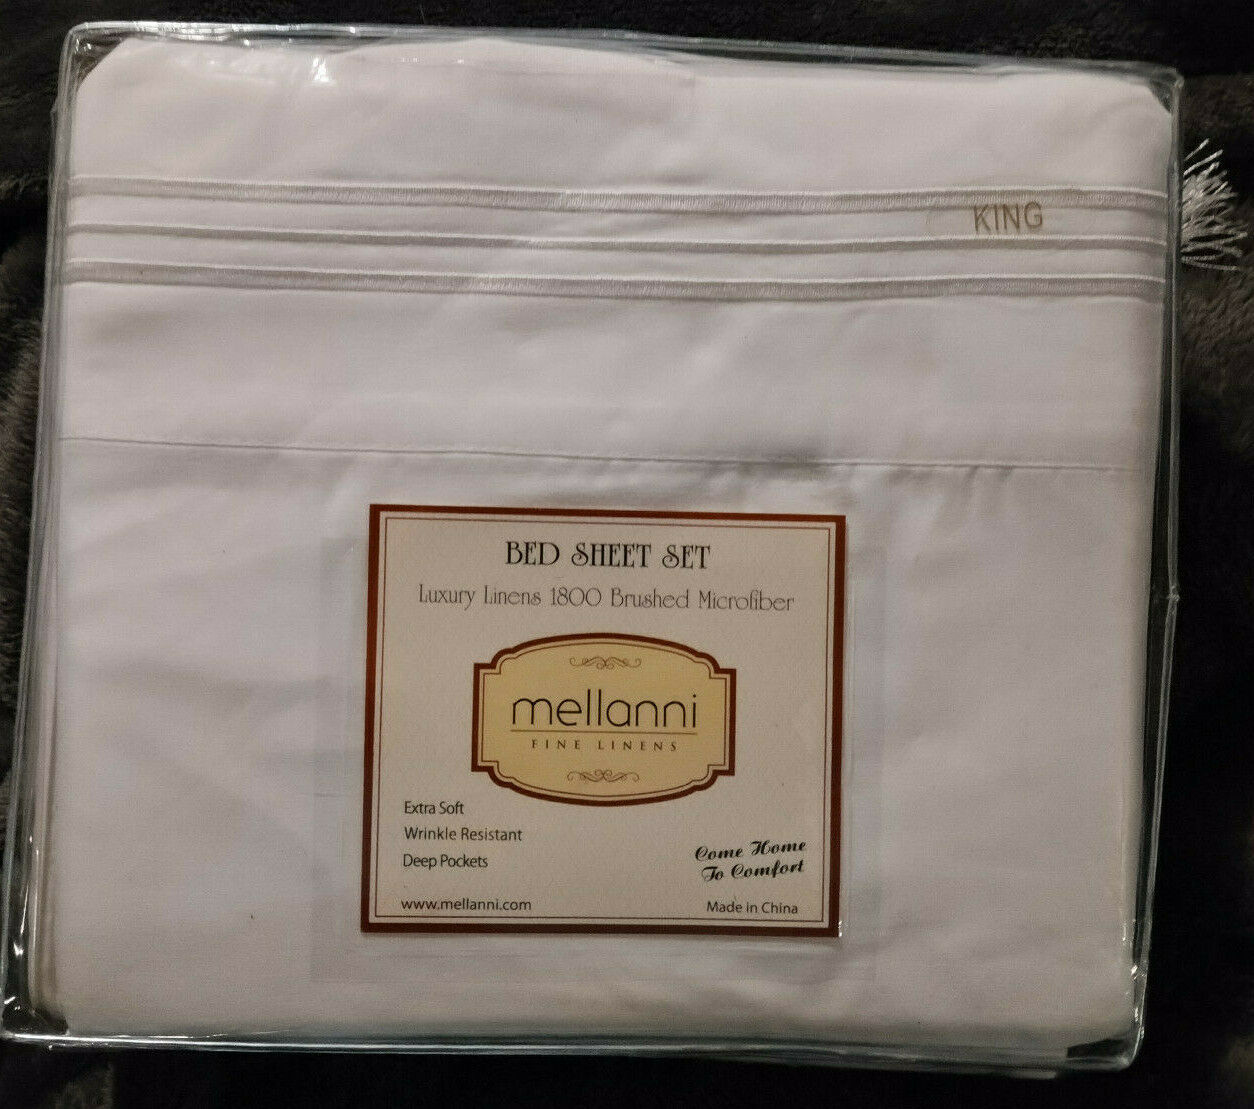 KING
BED SHEET SET
Luxury Linens 1800 Brushed Microfiber
mellanni
FINE LINENS
Extra Soft
Wrinkle Resistant
Deep Pockets
Come Home
To Comfort
www.mellanni.com
Made in China